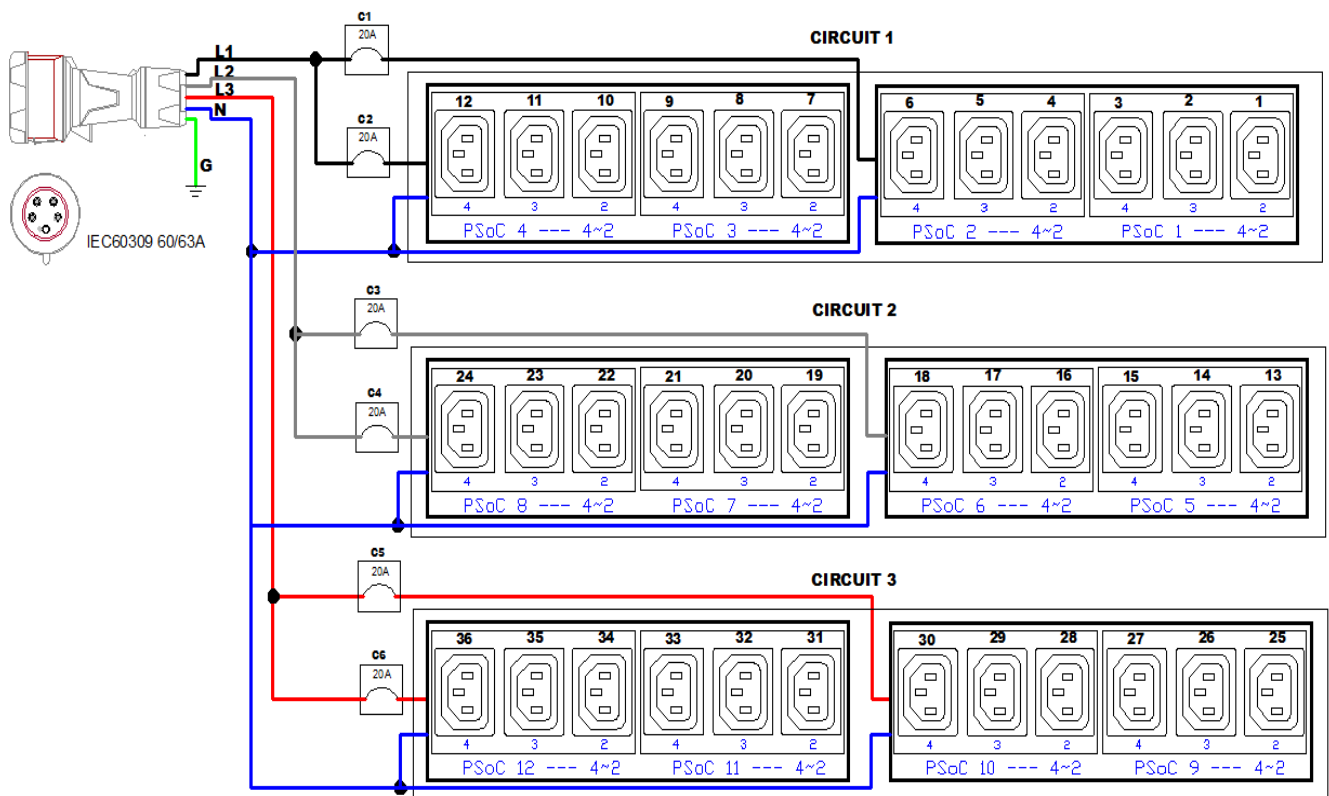 C1
20A
CIRCUIT 1
L1
L2
L3
N
G
IEC60309 60/63A
C2
20A
12 11 10 9 8 7
4 3 2 4 3 2
PSoC 4 --- 4~2 PSoC 3 --- 4~2
6 5 4 3 2 1
4 3 2 4 3 2
PSoC 2 --- 4~2 PSoC 1 --- 4~2
C3
20A
CIRCUIT 2
C4
20A
24 23 22 21 20 19
4 3 2 4 3 2
PSoC 8 --- 4~2 PSoC 7 --- 4~2
18 17 16 15 14 13
4 3 2 4 3 2
PSoC 6 --- 4~2 PSoC 5 --- 4~2
C5
20A
CIRCUIT 3
C6
20A
36 35 34 33 32 31
4 3 2 4 3 2
PSoC 12 --- 4~2 PSoC 11 --- 4~2
30 29 28 27 26 25
4 3 2 4 3 2
PSoC 10 --- 4~2 PSoC 9 --- 4~2